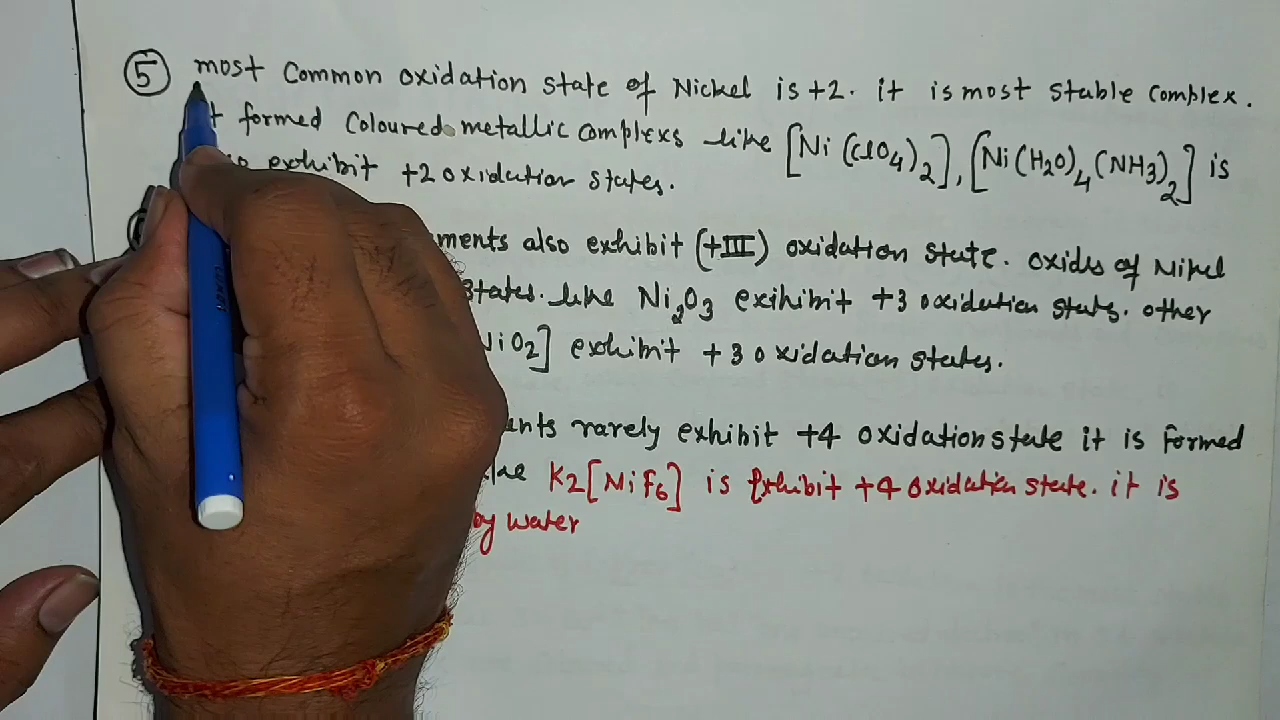 ⑤ most Common oxidation state of Nickel is +2. it is most stable Complex.
formed Coloured metallic complexs like [Ni(ClO4)2], [Ni(H2O)4(NH3)2] is
exhibit +2 oxidation states.
also exhibit (+III) oxidation state. oxides of Nikel
states. like Ni2O3 exihibit +3 oxidation states. other
iO2] exhibit +3 oxidation states.
rarely exhibit +4 oxidation state it is formed
K2[NiF6] is Exhibit +4 oxidation state. it is
by water